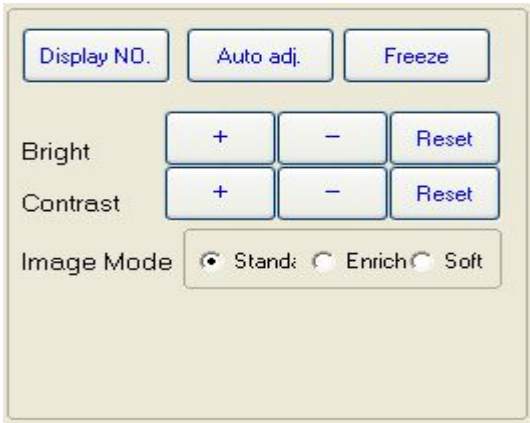 Display NO. Auto adj. Freeze
Bright + - Reset
Contrast + - Reset
Image Mode Standa Enrich Soft